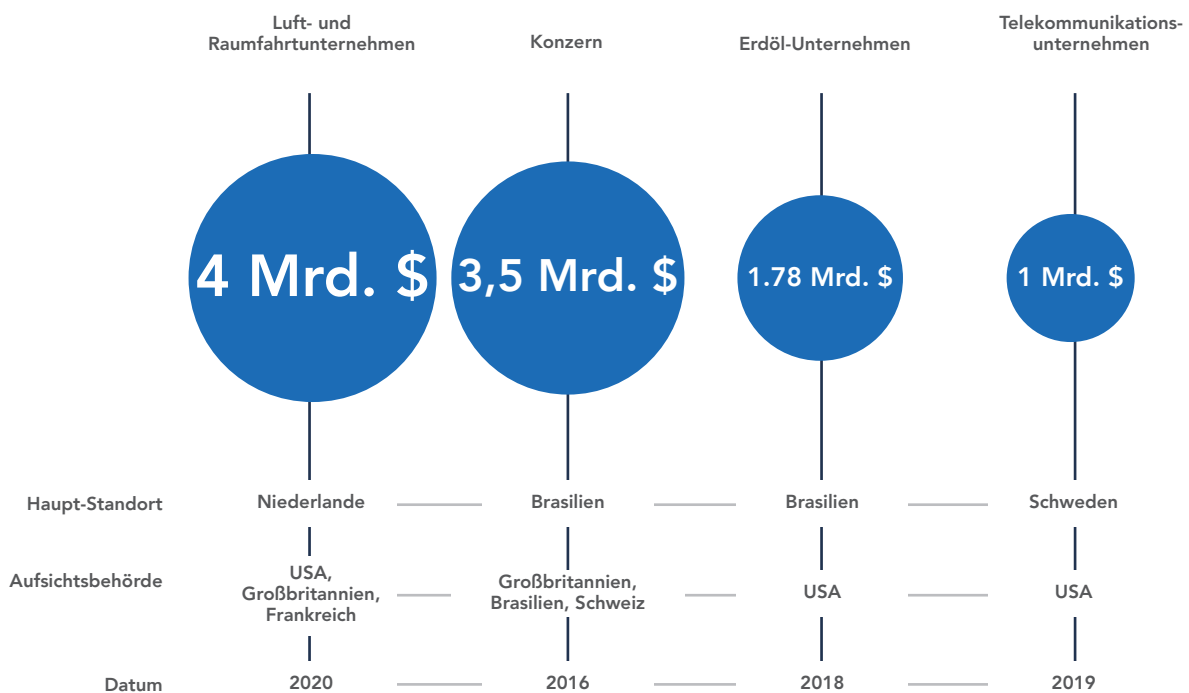 Luft- und
Raumfahrtunternehmen
Konzern
Erdöl-Unternehmen
Telekommunikations-
unternehmen
4 Mrd. $
3,5 Mrd. $
1.78 Mrd. $
1 Mrd. $
Haupt-Standort
Niederlande
Brasilien
Brasilien
Schweden
Aufsichtsbehörde
USA,
Großbritannien,
Frankreich
Großbritannien,
Brasilien, Schweiz
USA
USA
Datum
2020
2016
2018
2019